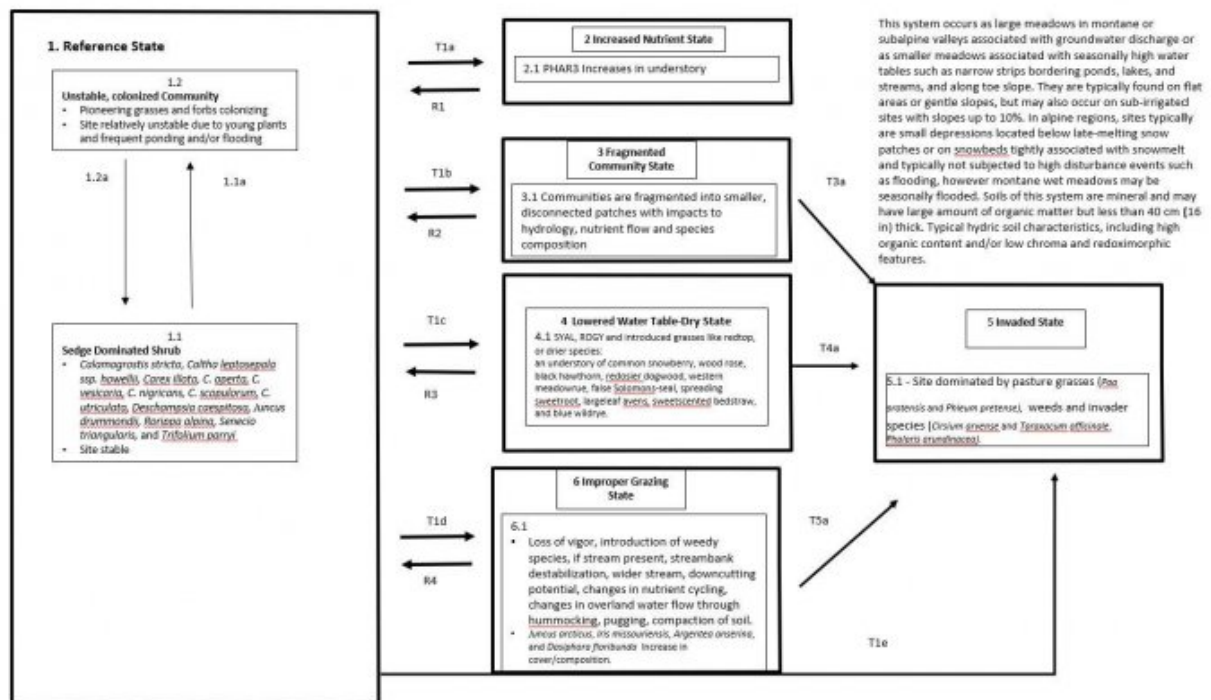 1. Reference State
1.2
Unstable, colonized Community
• Pioneering grasses and forbs colonizing
• Site relatively unstable due to young plants
and frequent ponding and/or flooding
1.2a
1.1a
1.1
Sedge Dominated Shrub
• Calamagrostis stricta, Caltha leptosepala
ssp. howellii, Carex illota, C. aperta, C.
vesicaria, C. nigricans, C. scopulorum, C.
utriculata, Deschampsia caespitosa, Juncus
drummondii, Rorippa alpina, Senecio
triangularis, and Trifolium parryi
• Site stable
T1a
R1
T1b
R2
T1c
R3
T1d
R4
2 Increased Nutrient State
2.1 PHAR3 Increases in understory
3 Fragmented
Community State
3.1 Communities are fragmented into smaller,
disconnected patches with impacts to
hydrology, nutrient flow and species
composition
4 Lowered Water Table-Dry State
4.1 SYAL, ROGY and introduced grasses like redtop,
or drier species:
an understory of common snowberry, wood rose,
black hawthorn, redosier dogwood, western
meadowrue, false Solomons-seal, spreading
sweetroot, largeleaf avens, sweetscented bedstraw,
and blue wildrye.
6 Improper Grazing
State
6.1
• Loss of vigor, introduction of weedy
species, if stream present, streambank
destabilization, wider stream, downcutting
potential, changes in nutrient cycling,
changes in overland water flow through
hummocking, pugging, compaction of soil.
• Juncus arcticus, Iris missouriensis, Argentea anserina,
and Dasiphora floribunda Increase in
cover/composition.
T3a
T4a
T5a
T1e
This system occurs as large meadows in montane or
subalpine valleys associated with groundwater discharge or
as smaller meadows associated with seasonally high water
tables such as narrow strips bordering ponds, lakes, and
streams, and along toe slope. They are typically found on flat
areas or gentle slopes, but may also occur on sub-irrigated
sites with slopes up to 10%. In alpine regions, sites typically
are small depressions located below late-melting snow
patches or on snowbeds tightly associated with snowmelt
and typically not subjected to high disturbance events such
as flooding, however montane wet meadows may be
seasonally flooded. Soils of this system are mineral and may
have large amount of organic matter but less than 40 cm (16
in) thick. Typical hydric soil characteristics, including high
organic content and/or low chroma and redoximorphic
features.
5 Invaded State
5.1 - Site dominated by pasture grasses (Poa
pratensis and Phleum pretense), weeds and invader
species (Cirsium arvense and Taraxacum officinale,
Phalaris arundinacea).